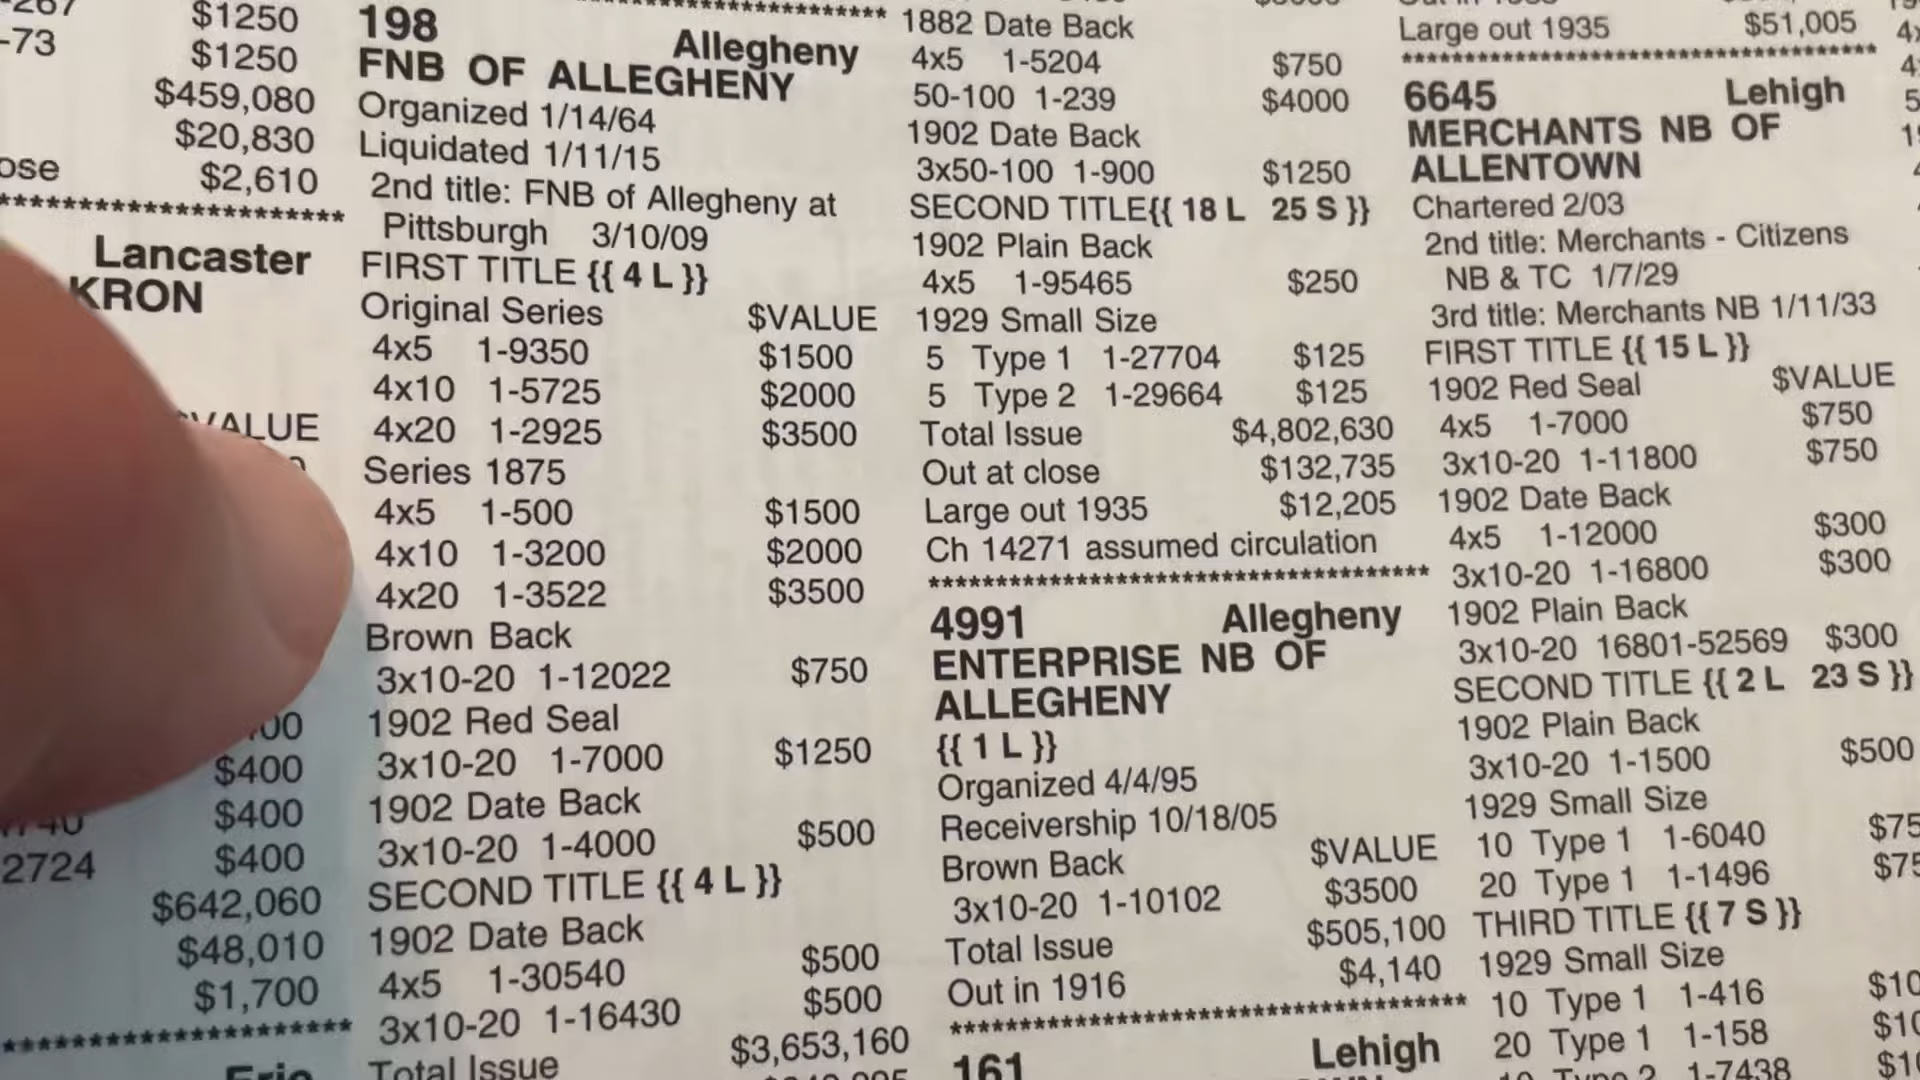 $1250
-73 $1250
$459,080
$20,830
ose $2,610
********************
Lancaster
KRON
$VALUE
$400
$400
2724 $400
$642,060
$48,010
$1,700
********************
Erie
198 Allegheny
FNB OF ALLEGHENY
Organized 1/14/64
Liquidated 1/11/15
2nd title: FNB of Allegheny at
Pittsburgh 3/10/09
FIRST TITLE {{ 4 L }}
Original Series $VALUE
4x5 1-9350 $1500
4x10 1-5725 $2000
4x20 1-2925 $3500
Series 1875
4x5 1-500 $1500
4x10 1-3200 $2000
4x20 1-3522 $3500
Brown Back
3x10-20 1-12022 $750
1902 Red Seal
3x10-20 1-7000 $1250
1902 Date Back
3x10-20 1-4000 $500
SECOND TITLE {{ 4 L }}
1902 Date Back
4x5 1-30540 $500
3x10-20 1-16430 $500
Total Issue $3,653,160
1882 Date Back
4x5 1-5204 $750
50-100 1-239 $4000
1902 Date Back
3x50-100 1-900 $1250
SECOND TITLE{{ 18 L 25 S }}
1902 Plain Back
4x5 1-95465 $250
1929 Small Size
5 Type 1 1-27704 $125
5 Type 2 1-29664 $125
Total Issue $4,802,630
Out at close $132,735
Large out 1935 $12,205
Ch 14271 assumed circulation
*************************************
4991 Allegheny
ENTERPRISE NB OF
ALLEGHENY
{{ 1 L }}
Organized 4/4/95
Receivership 10/18/05
Brown Back $VALUE
3x10-20 1-10102 $3500
Total Issue $505,100
Out in 1916 $4,140
*************************************
161 Lehigh
Large out 1935 $51,005
*************************************
6645 Lehigh
MERCHANTS NB OF
ALLENTOWN
Chartered 2/03
2nd title: Merchants - Citizens
NB & TC 1/7/29
3rd title: Merchants NB 1/11/33
FIRST TITLE {{ 15 L }}
1902 Red Seal $VALUE
4x5 1-7000 $750
3x10-20 1-11800 $750
1902 Date Back
4x5 1-12000 $300
3x10-20 1-16800 $300
1902 Plain Back
3x10-20 16801-52569 $300
SECOND TITLE {{ 2 L 23 S }}
1902 Plain Back
3x10-20 1-1500 $500
1929 Small Size
10 Type 1 1-6040 $75
20 Type 1 1-1496 $75
THIRD TITLE {{ 7 S }}
1929 Small Size
10 Type 1 1-416 $10
20 Type 1 1-158 $10
10 Type 2 1-7438 $10